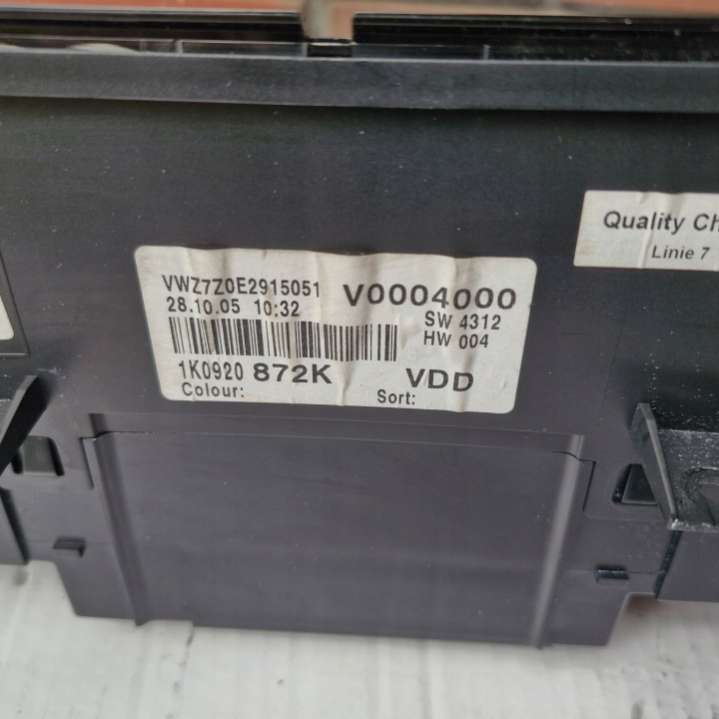 VWZ7Z0E2915051 V0004000
28.10.05 10:32 SW 4312
HW 004
1K0920 872K VDD
Colour: Sort:
Quality
Linie 7